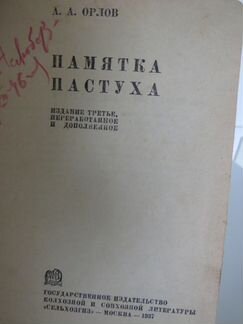 А. А. ОРЛОВ
ПАМЯТКА
ПАСТУХА
ИЗДАНИЕ ТРЕТЬЕ,
ПЕРЕРАБОТАННОЕ
И ДОПОЛНЕННОЕ
ГОСУДАРСТВЕННОЕ ИЗДАТЕЛЬСТВО
КОЛХОЗНОЙ И СОВХОЗНОЙ ЛИТЕРАТУРЫ
«СЕЛЬХОЗГИЗ» — МОСКВА — 1937